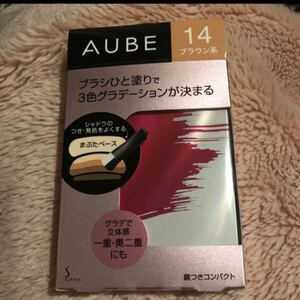 AUBE
14
ブラウン系
ブラシひと塗りで
3色グラデーションが決まる
シャドウの
つき・発色をよくする
まぶたベース
グラデで
立体感
一重・奥二重
にも
S
鏡つきコンパクト